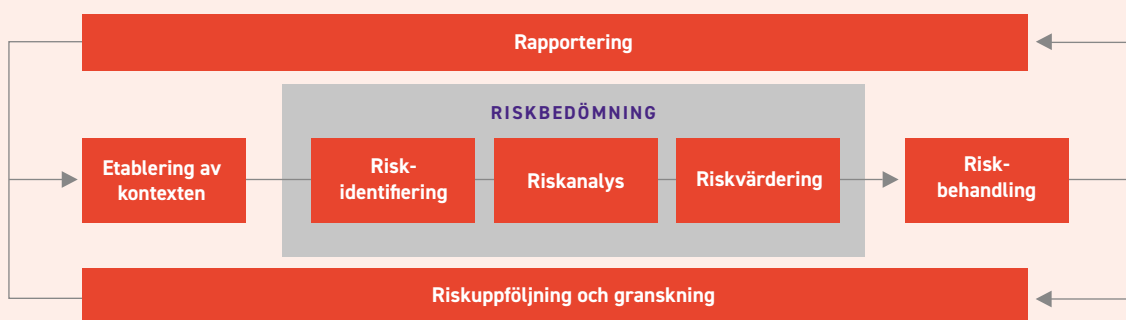 Rapportering
RISKBEDÖMNING
Etablering av
kontexten
Risk-
identifiering
Riskanalys
Riskvärdering
Risk-
behandling
Riskuppföljning och granskning